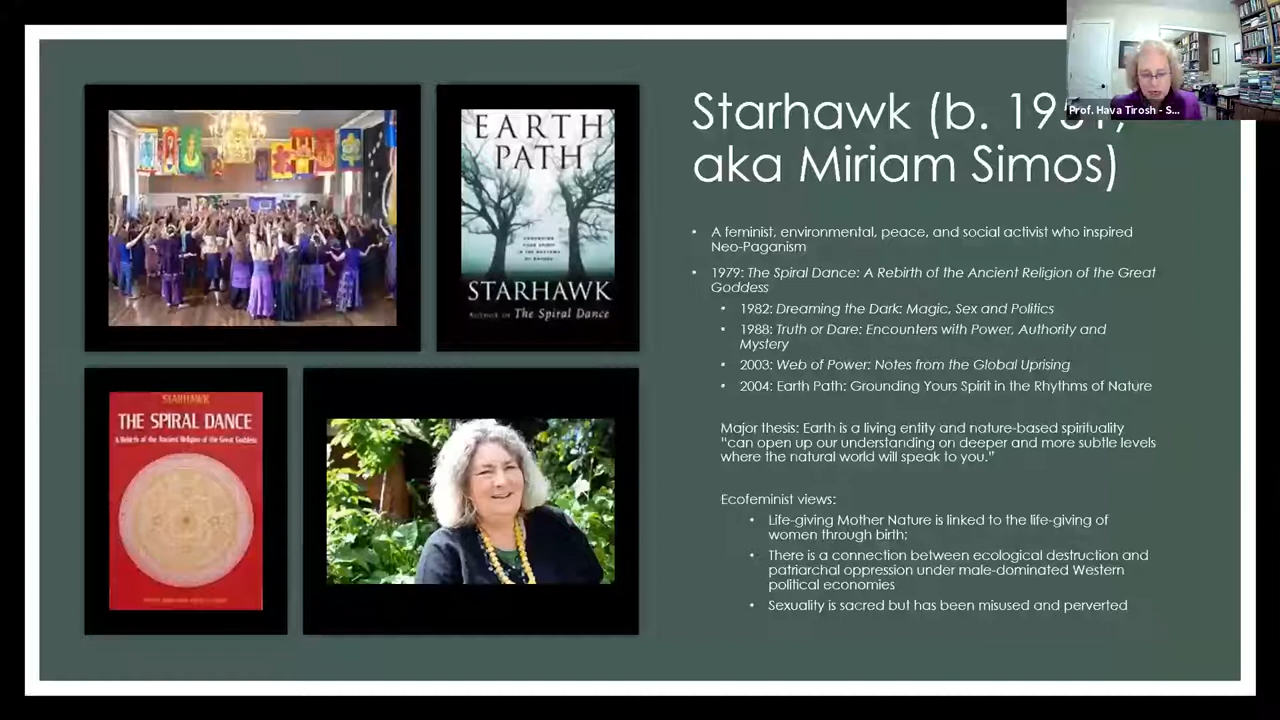 Prof. Hava Tirosh - S...
Starhawk (b. 1951,
aka Miriam Simos)
• A feminist, environmental, peace, and social activist who inspired
Neo-Paganism
• 1979: The Spiral Dance: A Rebirth of the Ancient Religion of the Great
Goddess
• 1982: Dreaming the Dark: Magic, Sex and Politics
• 1988: Truth or Dare: Encounters with Power, Authority and
Mystery
• 2003: Web of Power: Notes from the Global Uprising
• 2004: Earth Path: Grounding Yours Spirit in the Rhythms of Nature
Major thesis: Earth is a living entity and nature-based spirituality
"can open up our understanding on deeper and more subtle levels
where the natural world will speak to you."
Ecofeminist views:
• Life-giving Mother Nature is linked to the life-giving of
women through birth;
• There is a connection between ecological destruction and
patriarchal oppression under male-dominated Western
political economies
• Sexuality is sacred but has been misused and perverted
EARTH
PATH
STARHAWK
Author of The Spiral Dance
STARHAWK
THE SPIRAL DANCE
A Rebirth of the Ancient Religion of the Great Goddess